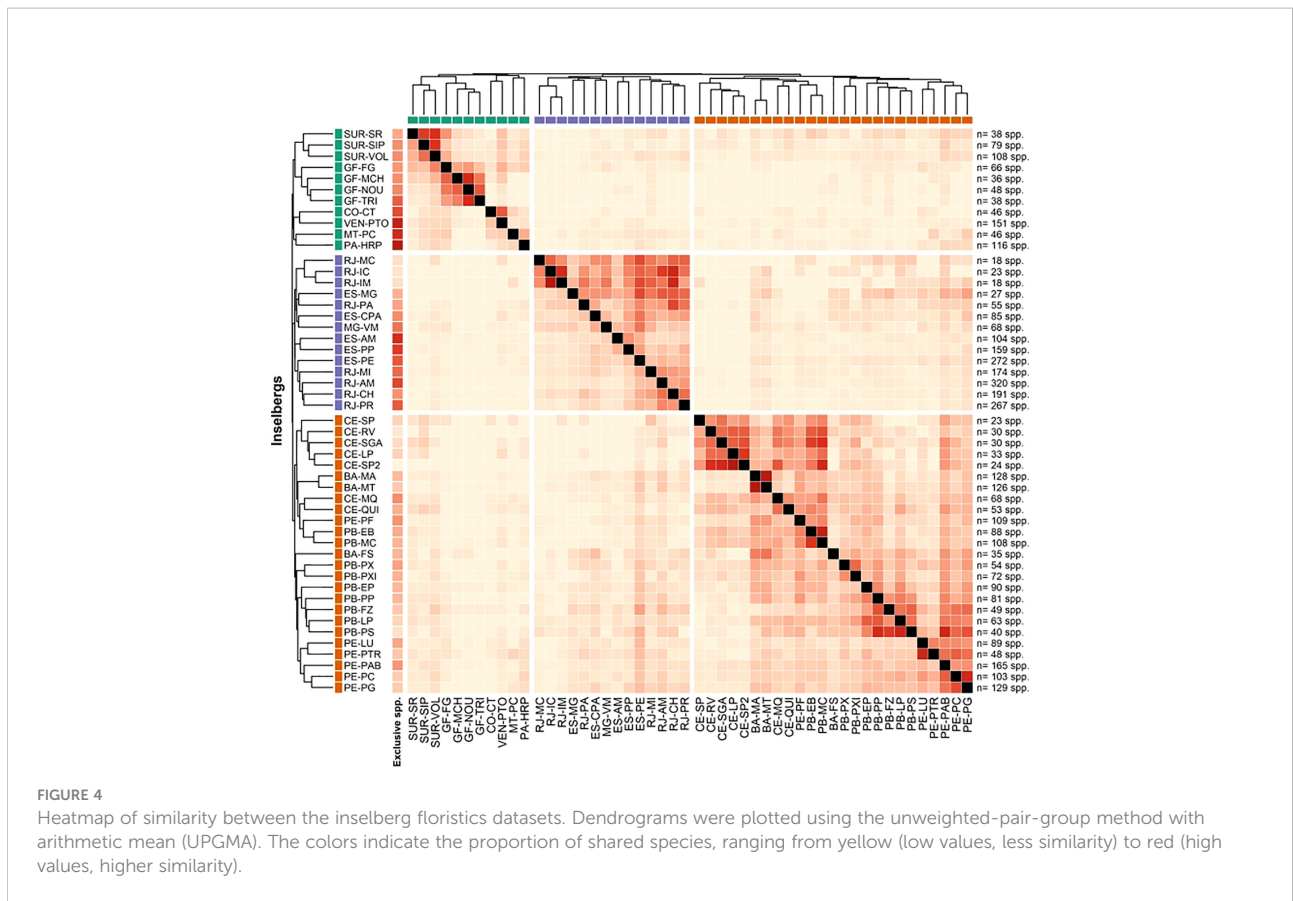 SUR-SR n= 38 spp.
SUR-SIP n= 79 spp.
SUR-VOL n= 108 spp.
GF-FG n= 66 spp.
GF-MCH n= 36 spp.
GF-NOU n= 48 spp.
GF-TRI n= 38 spp.
CO-CT n= 46 spp.
VEN-PTO n= 151 spp.
MT-PC n= 46 spp.
PA-HRP n= 116 spp.
RJ-MC n= 18 spp.
RJ-IC n= 23 spp.
RJ-IM n= 18 spp.
ES-MG n= 27 spp.
RJ-PA n= 55 spp.
ES-CPA n= 85 spp.
MG-VM n= 68 spp.
ES-AM n= 104 spp.
ES-PP n= 159 spp.
ES-PE n= 272 spp.
RJ-MI n= 174 spp.
RJ-AM n= 320 spp.
RJ-CH n= 191 spp.
RJ-PR n= 267 spp.
CE-SP n= 23 spp.
CE-RV n= 30 spp.
CE-SGA n= 30 spp.
CE-LP n= 33 spp.
CE-SP2 n= 24 spp.
BA-MA n= 128 spp.
BA-MT n= 126 spp.
CE-MQ n= 68 spp.
CE-QUI n= 53 spp.
PE-PF n= 109 spp.
PB-EB n= 88 spp.
PB-MC n= 108 spp.
BA-FS n= 35 spp.
PB-PX n= 54 spp.
PB-PXI n= 72 spp.
PB-EP n= 90 spp.
PB-PP n= 81 spp.
PB-FZ n= 49 spp.
PB-LP n= 63 spp.
PB-PS n= 40 spp.
PE-LU n= 89 spp.
PE-PTR n= 48 spp.
PE-PAB n= 165 spp.
PE-PC n= 103 spp.
PE-PG n= 129 spp.
Inselbergs
Exclusive spp.
SUR-SR
SUR-SIP
SUR-VOL
GF-FG
GF-MCH
GF-NOU
GF-TRI
CO-CT
VEN-PTO
MT-PC
PA-HRP
RJ-MC
RJ-IC
RJ-IM
ES-MG
RJ-PA
ES-CPA
MG-VM
ES-AM
ES-PP
ES-PE
RJ-MI
RJ-AM
RJ-CH
RJ-PR
CE-SP
CE-RV
CE-SGA
CE-LP
CE-SP2
BA-MA
BA-MT
CE-MQ
CE-QUI
PE-PF
PB-EB
PB-MC
BA-FS
PB-PX
PB-PXI
PB-EP
PB-PP
PB-FZ
PB-LP
PB-PS
PE-LU
PE-PTR
PE-PAB
PE-PC
PE-PG
FIGURE 4
Heatmap of similarity between the inselberg floristics datasets. Dendrograms were plotted using the unweighted-pair-group method with
arithmetic mean (UPGMA). The colors indicate the proportion of shared species, ranging from yellow (low values, less similarity) to red (high
values, higher similarity).